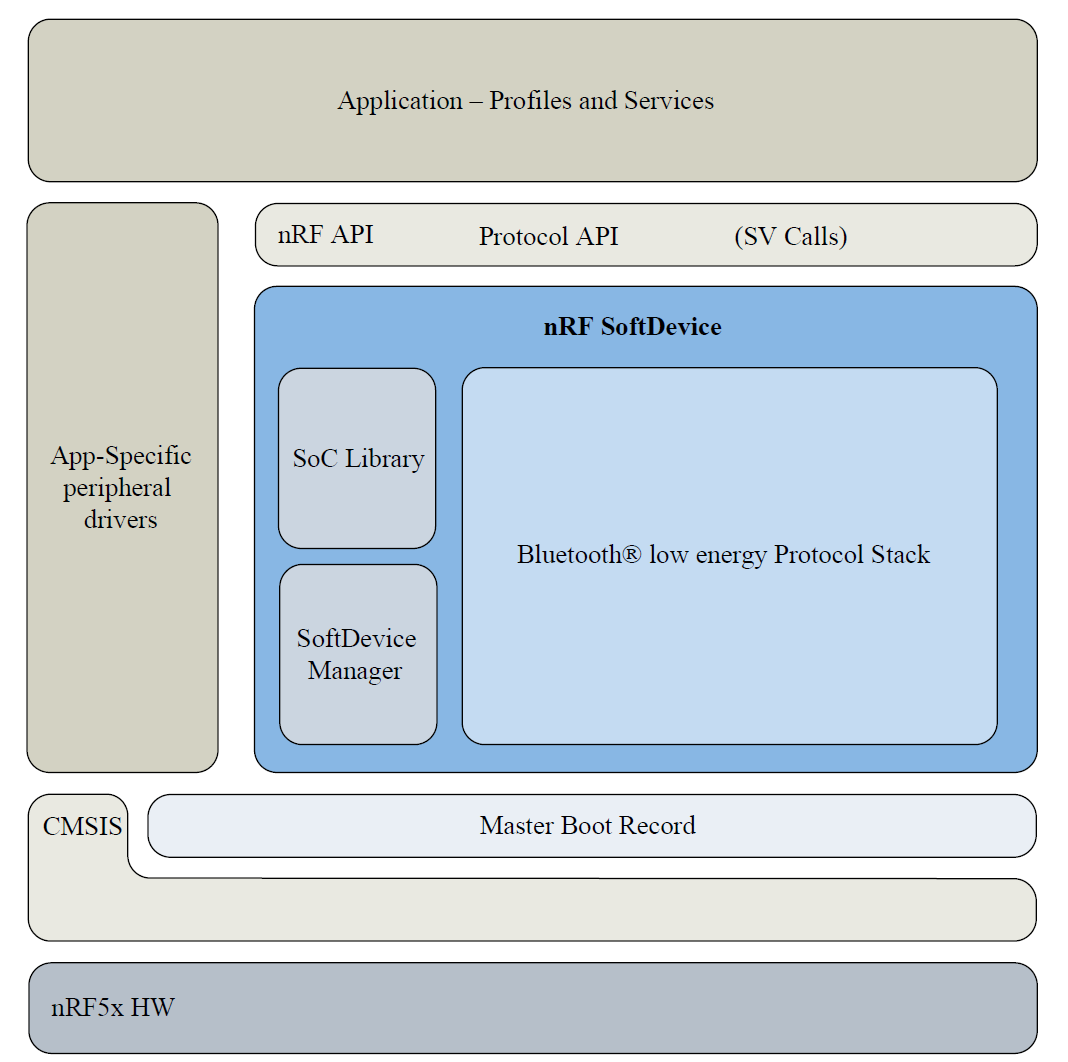 Application – Profiles and Services
nRF API Protocol API (SV Calls)
nRF SoftDevice
SoC Library
App-Specific
peripheral
drivers
Bluetooth® low energy Protocol Stack
SoftDevice
Manager
CMSIS
Master Boot Record
nRF5x HW